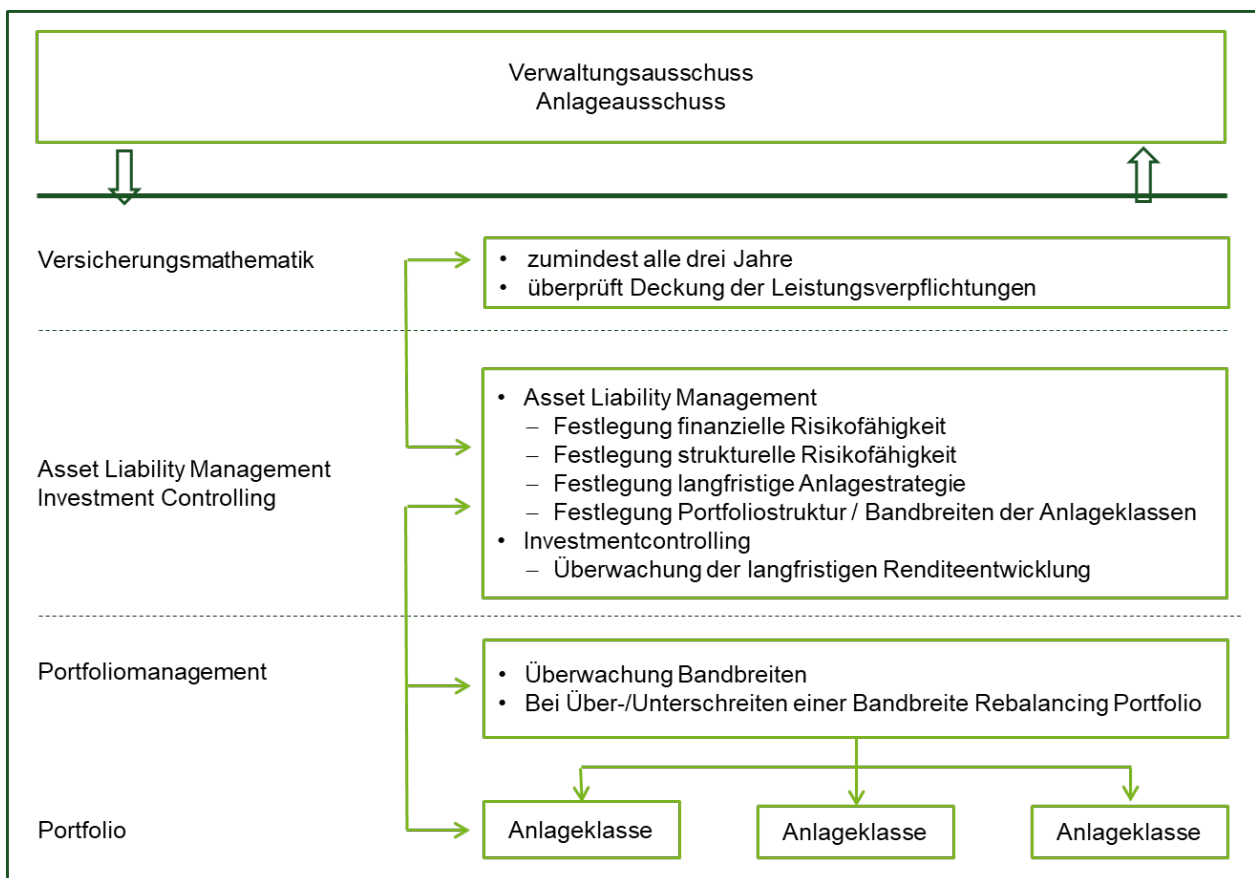 Verwaltungsausschuss
Anlageausschuss
Versicherungsmathematik
• zumindest alle drei Jahre
• überprüft Deckung der Leistungsverpflichtungen
Asset Liability Management
Investment Controlling
• Asset Liability Management
– Festlegung finanzielle Risikofähigkeit
– Festlegung strukturelle Risikofähigkeit
– Festlegung langfristige Anlagestrategie
– Festlegung Portfoliostruktur / Bandbreiten der Anlageklassen
• Investmentcontrolling
– Überwachung der langfristigen Renditeentwicklung
Portfoliomanagement
• Überwachung Bandbreiten
• Bei Über-/Unterschreiten einer Bandbreite Rebalancing Portfolio
Portfolio
Anlageklasse
Anlageklasse
Anlageklasse